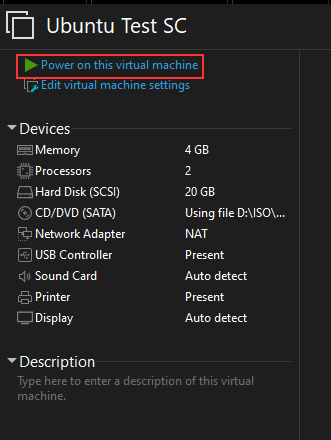 Ubuntu Test SC
Power on this virtual machine
Edit virtual machine settings
Devices
Memory 4 GB
Processors 2
Hard Disk (SCSI) 20 GB
CD/DVD (SATA) Using file D:\ISO\...
Network Adapter NAT
USB Controller Present
Sound Card Auto detect
Printer Present
Display Auto detect
Description
Type here to enter a description of this virtual
machine.